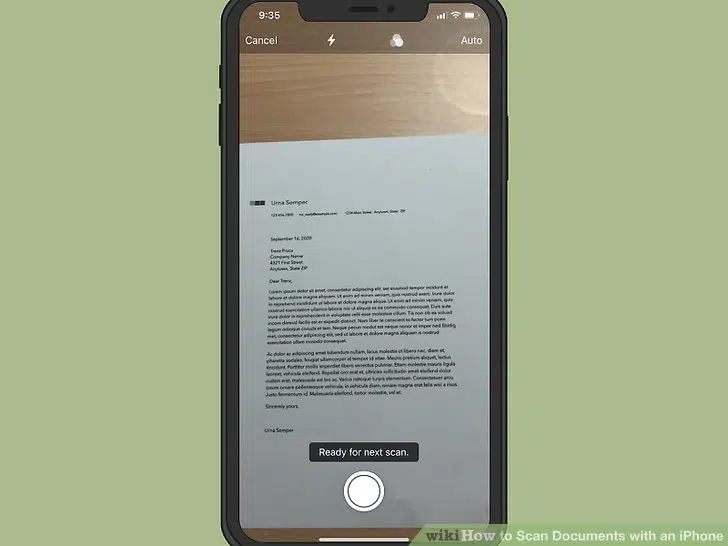 9:35
Cancel
Auto
Urna Semper
123-456-7890 no_reply@example.com 1234 Main Street Anytown, State ZIP
September 16, 2020
Trenz Pruca
Company Name
4321 First Street
Anytown, State ZIP
Dear Trenz,
Lorem ipsum dolor sit amet, consectetur adipiscing elit, set eiusmod tempor incidunt et
labore et dolore magna aliquam. Ut enim ad minim veniam, quis nostrud exerc. Irure
dolor in reprehend incididunt ut labore et dolore magna aliqua. Ut enim ad minim veniam,
quis nostrud exercitation ullamco laboris nisi ut aliquip ex ea commodo consequat. Duis
aute irure dolor in reprehenderit in voluptate velit esse molestaie cillum. Tia non ob ea soluad
incom dereud facilis est er expedit distinct. Nam liber te conscient to factor tum poen
legum odioque civiuda et tam. Neque pecun modut est neque nonor et imper ned libidig
met, consectetur adipiscing elit, sed ut labore et dolore magna aliquam is nostrud
exercitation ullam mmodo consequet.
Ac dolor ac adipiscing amet bibendum nullam, lacus molestie ut libero nec, diam et,
pharetra sodales, feugiat ullamcorper id tempor id vitae. Mauris pretium aliquet, lectus
tincidunt. Porttitor mollis imperdiet libero senectus pulvinar. Etiam molestie mauris ligula
laoreet, vehicula eleifend. Repellat orci erat et, ultricies sollicitudin amet eleifend dolor
nullam erat, malesuada est leo ac. Varius natoque turpis elementum. Consectetuer arcu
ipsum ornare pellentesque vehicula, in vehicula diam, ornare magna erat felis wisi a risus.
Justo fermentum id. Malesuada eleifend, tortor molestie, vel et.
Sincerely yours,
Urna Semper
Ready for next scan.
wikiHow to Scan Documents with an iPhone